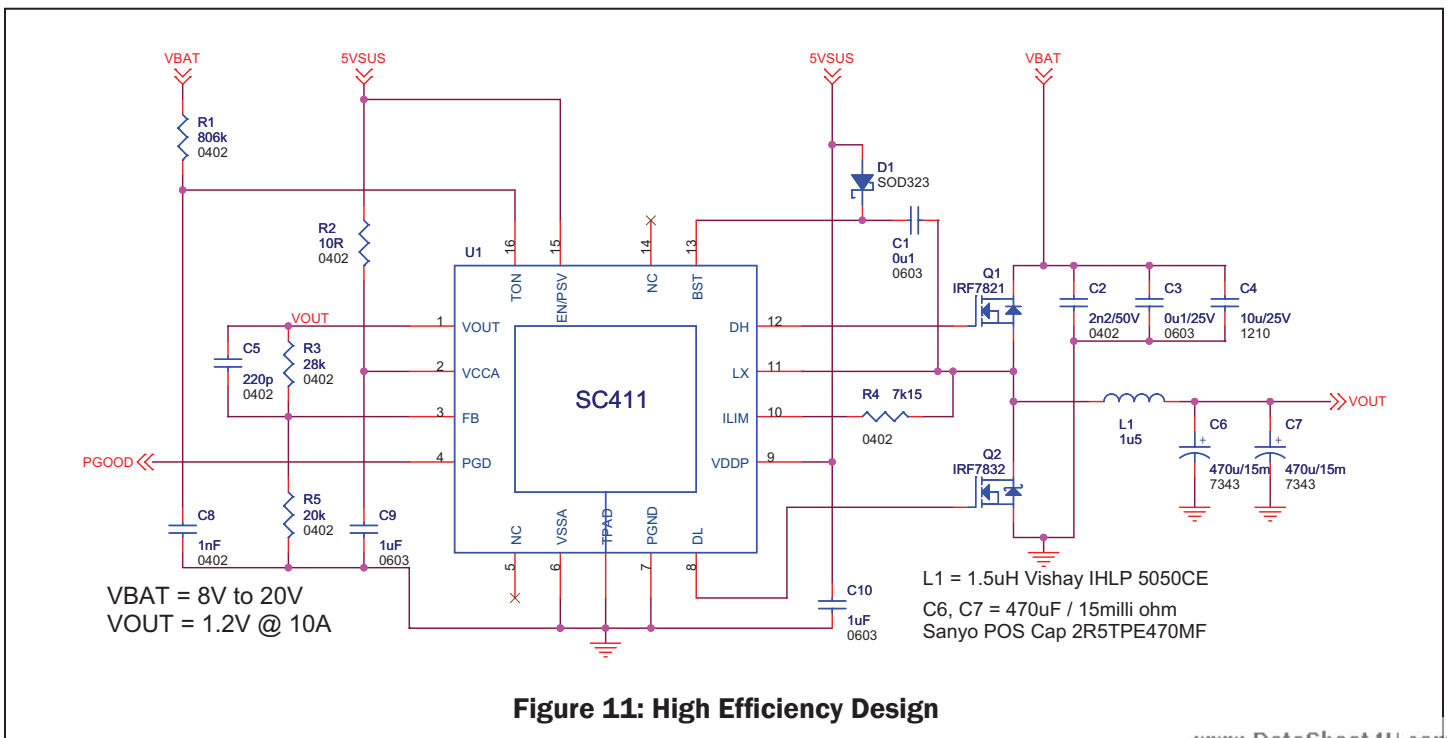 VBAT
5VSUS
5VSUS
VBAT
R1
806k
0402
D1
SOD323
R2
10R
0402
U1
16
15
14
13
TON
EN/PSV
NC
BST
C1
0u1
0603
Q1
IRF7821
C2
2n2/50V
0402
C3
0u1/25V
0603
C4
10u/25V
1210
VOUT
1
VOUT
DH
12
C5
220p
0402
R3
28k
0402
2
VCCA
LX
11
SC411
3
FB
ILIM
10
R4 7k15
0402
L1
1u5
VOUT
C6
470u/15m
7343
C7
470u/15m
7343
PGOOD
4
PGD
VDDP
9
Q2
IRF7832
R5
20k
0402
C8
1nF
0402
C9
1uF
0603
NC
VSSA
TPAD
PGND
DL
5
6
7
8
C10
1uF
0603
VBAT = 8V to 20V
VOUT = 1.2V @ 10A
L1 = 1.5uH Vishay IHLP 5050CE
C6, C7 = 470uF / 15milli ohm
Sanyo POS Cap 2R5TPE470MF
Figure 11: High Efficiency Design